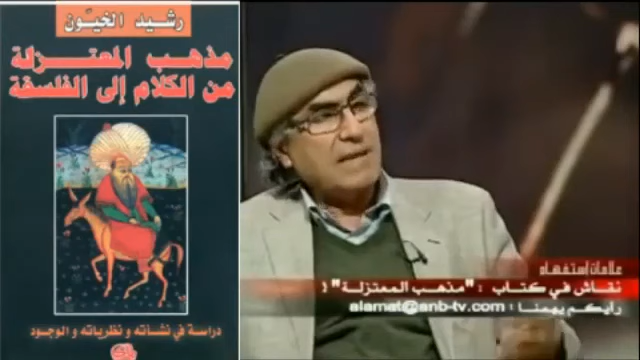 رشيد الخيّون
مذهب المعتزلة
من الكلام إلى الفلسفة
دراسة في نشأته و نظرياته و الوجود
علامات إستفهام
نقاش في كتاب : "مذهب المعتزلة" (
رأيكم يهمنا : alamat@anb-tv.com